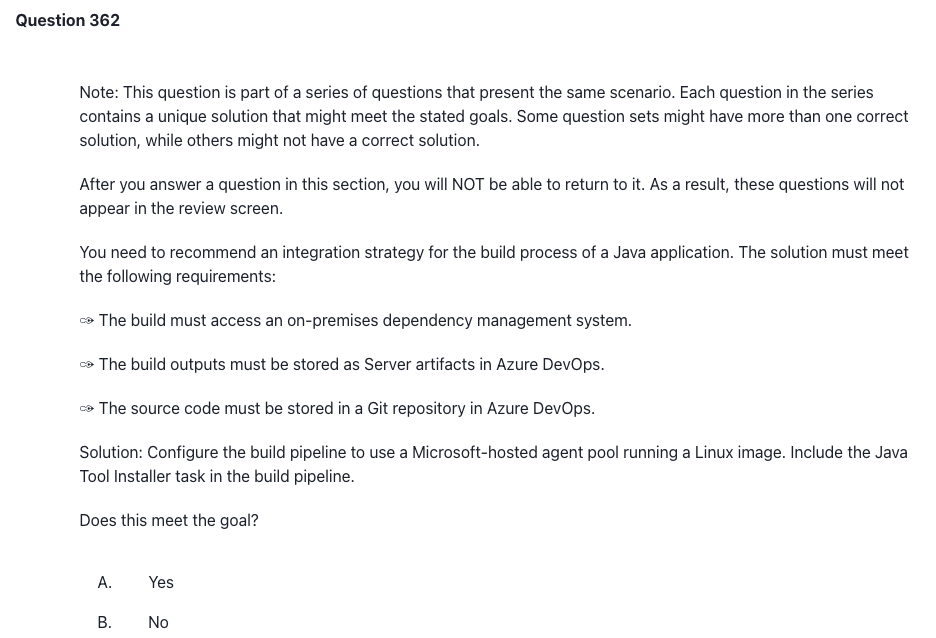 Question 362
Note: This question is part of a series of questions that present the same scenario. Each question in the series
contains a unique solution that might meet the stated goals. Some question sets might have more than one correct
solution, while others might not have a correct solution.
After you answer a question in this section, you will NOT be able to return to it. As a result, these questions will not
appear in the review screen.
You need to recommend an integration strategy for the build process of a Java application. The solution must meet
the following requirements:
✑ The build must access an on-premises dependency management system.
✑ The build outputs must be stored as Server artifacts in Azure DevOps.
✑ The source code must be stored in a Git repository in Azure DevOps.
Solution: Configure the build pipeline to use a Microsoft-hosted agent pool running a Linux image. Include the Java
Tool Installer task in the build pipeline.
Does this meet the goal?
A. Yes
B. No